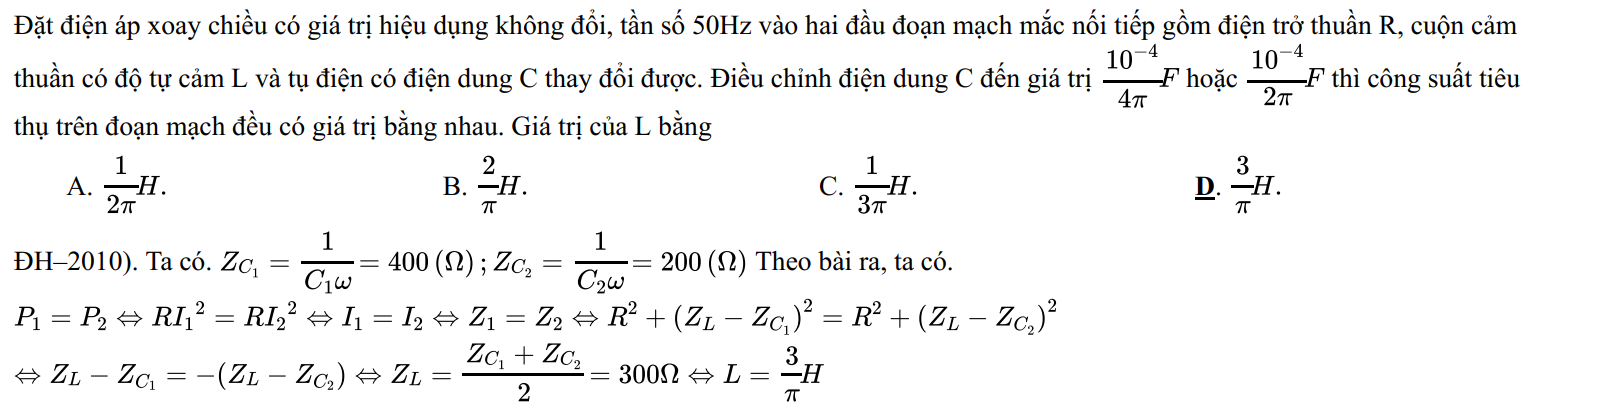 Đặt điện áp xoay chiều có giá trị hiệu dụng không đổi, tần số 50Hz vào hai đầu đoạn mạch mắc nối tiếp gồm điện trở thuần R, cuộn cảm
thuần có độ tự cảm L và tụ điện có điện dung C thay đổi được. Điều chỉnh điện dung C đến giá trị $\frac{10^{-4}}{4\pi}F$ hoặc $\frac{10^{-4}}{2\pi}F$ thì công suất tiêu
thụ trên đoạn mạch đều có giá trị bằng nhau. Giá trị của L bằng
A. $\frac{1}{2\pi}H.$ B. $\frac{2}{\pi}H.$ C. $\frac{1}{3\pi}H.$ D. $\frac{3}{\pi}H.$
ĐH–2010). Ta có. $Z_{C_1} = \frac{1}{C_1\omega} = 400\,(\Omega)\,; Z_{C_2} = \frac{1}{C_2\omega} = 200\,(\Omega)$ Theo bài ra, ta có.
$P_1 = P_2 \Leftrightarrow R{I_1}^2 = R{I_2}^2 \Leftrightarrow I_1 = I_2 \Leftrightarrow Z_1 = Z_2 \Leftrightarrow R^2 + (Z_L - Z_{C_1})^2 = R^2 + (Z_L - Z_{C_2})^2$
$\Leftrightarrow Z_L - Z_{C_1} = -(Z_L - Z_{C_2}) \Leftrightarrow Z_L = \frac{Z_{C_1} + Z_{C_2}}{2} = 300\Omega \Leftrightarrow L = \frac{3}{\pi}H$